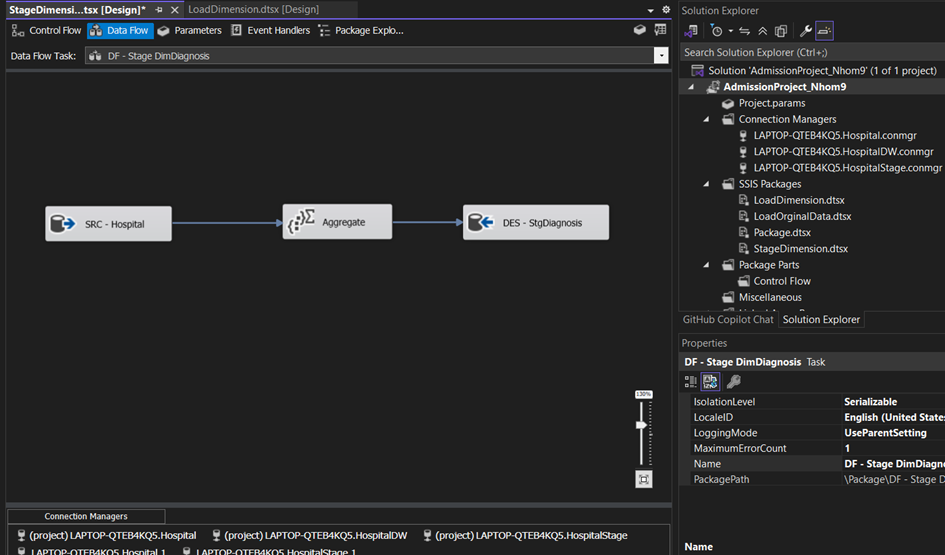 StageDimensi...tsx [Design]*
LoadDimension.dtsx [Design]
Control Flow
Data Flow
Parameters
Event Handlers
Package Explo...
Data Flow Task:
DF - Stage DimDiagnosis
SRC - Hospital
Aggregate
DES - StgDiagnosis
130%
Connection Managers
(project) LAPTOP-QTEB4KQ5.Hospital
(project) LAPTOP-QTEB4KQ5.HospitalDW
(project) LAPTOP-QTEB4KQ5.HospitalStage
LAPTOP-QTEB4KQ5.Hospital 1
LAPTOP-QTEB4KQ5.HospitalStage 1
Solution Explorer
Search Solution Explorer (Ctrl+;)
Solution 'AdmissionProject_Nhom9' (1 of 1 project)
AdmissionProject_Nhom9
Project.params
Connection Managers
LAPTOP-QTEB4KQ5.Hospital.conmgr
LAPTOP-QTEB4KQ5.HospitalDW.conmgr
LAPTOP-QTEB4KQ5.HospitalStage.conmgr
SSIS Packages
LoadDimension.dtsx
LoadOrginalData.dtsx
Package.dtsx
StageDimension.dtsx
Package Parts
Control Flow
Miscellaneous
GitHub Copilot Chat
Solution Explorer
Properties
DF - Stage DimDiagnosis Task
IsolationLevel Serializable
LocaleID English (United States
LoggingMode UseParentSetting
MaximumErrorCount 1
Name DF - Stage DimDiagno
PackagePath \Package\DF - Stage D
Name